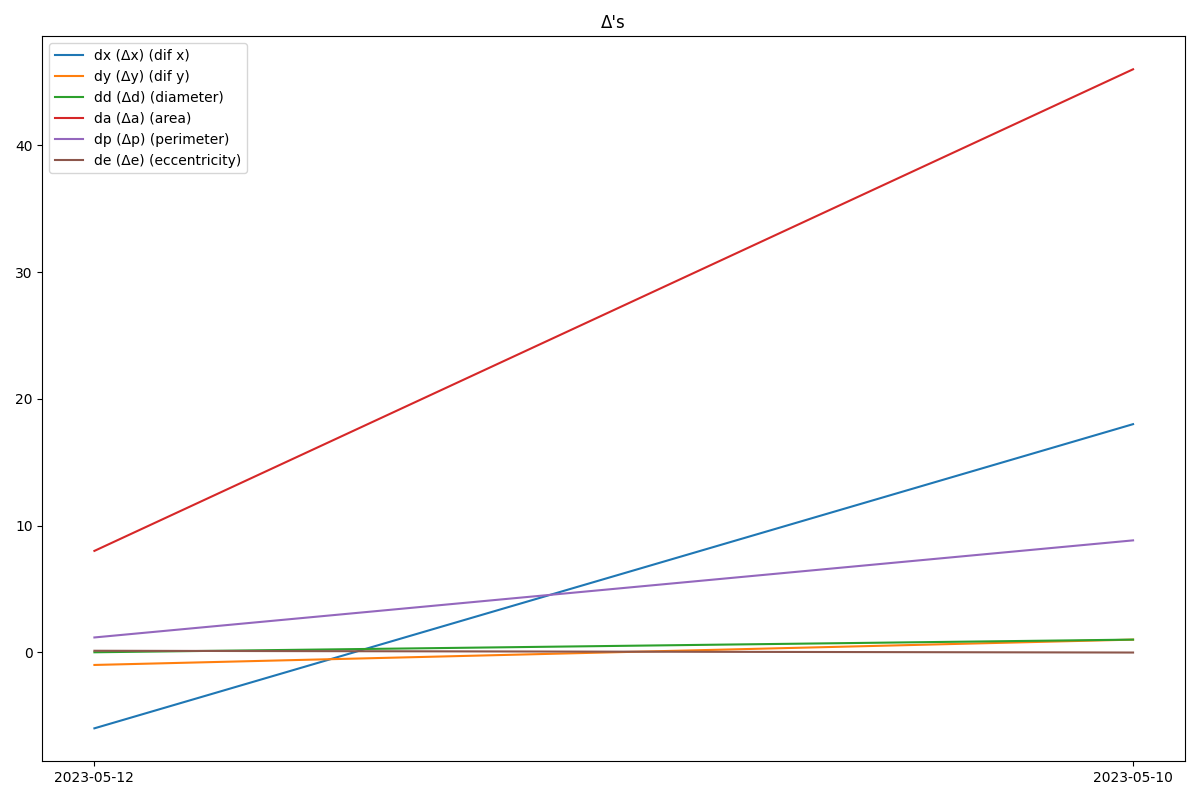 Δ's
dx (Δx) (dif x)
dy (Δy) (dif y)
dd (Δd) (diameter)
da (Δa) (area)
dp (Δp) (perimeter)
de (Δe) (eccentricity)
40
30
20
10
0
2023-05-12
2023-05-10